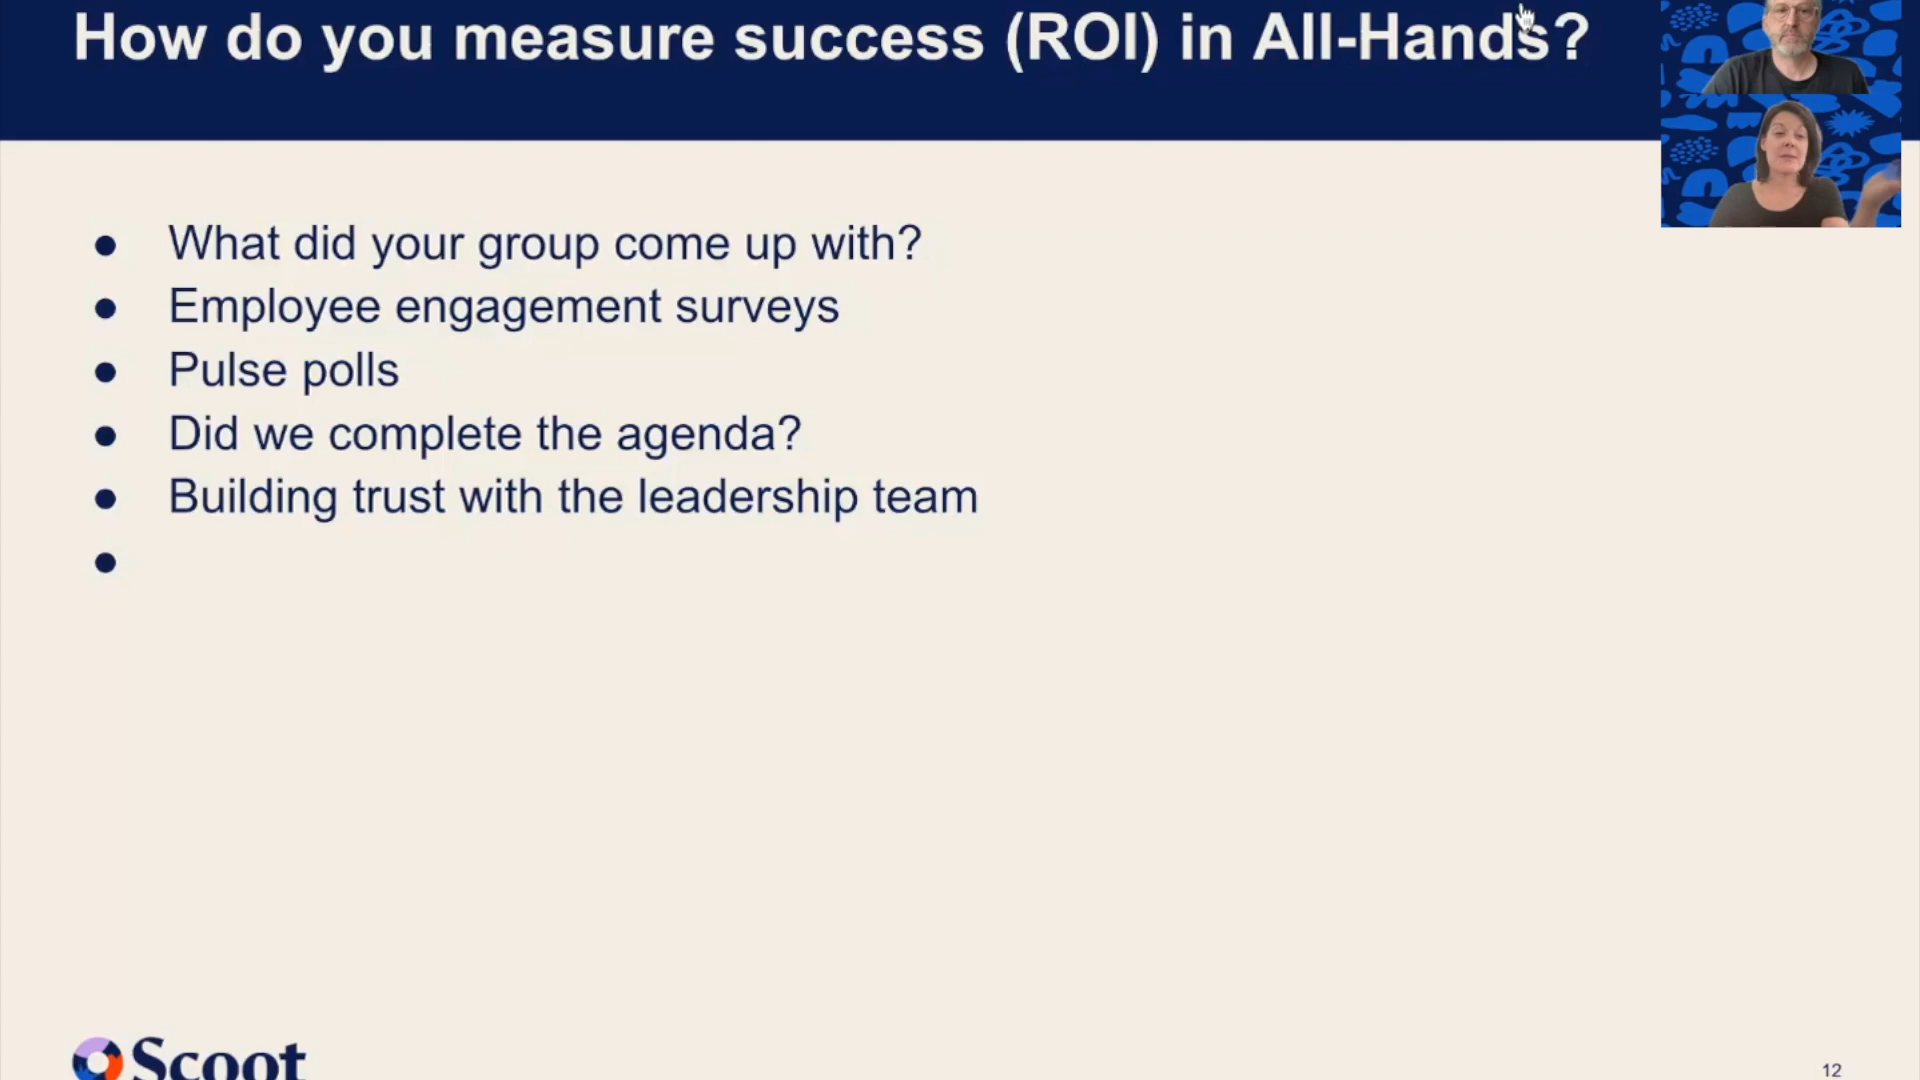 How do you measure success (ROI) in All-Hands?
● What did your group come up with?
● Employee engagement surveys
● Pulse polls
● Did we complete the agenda?
● Building trust with the leadership team
●
Scoot
12